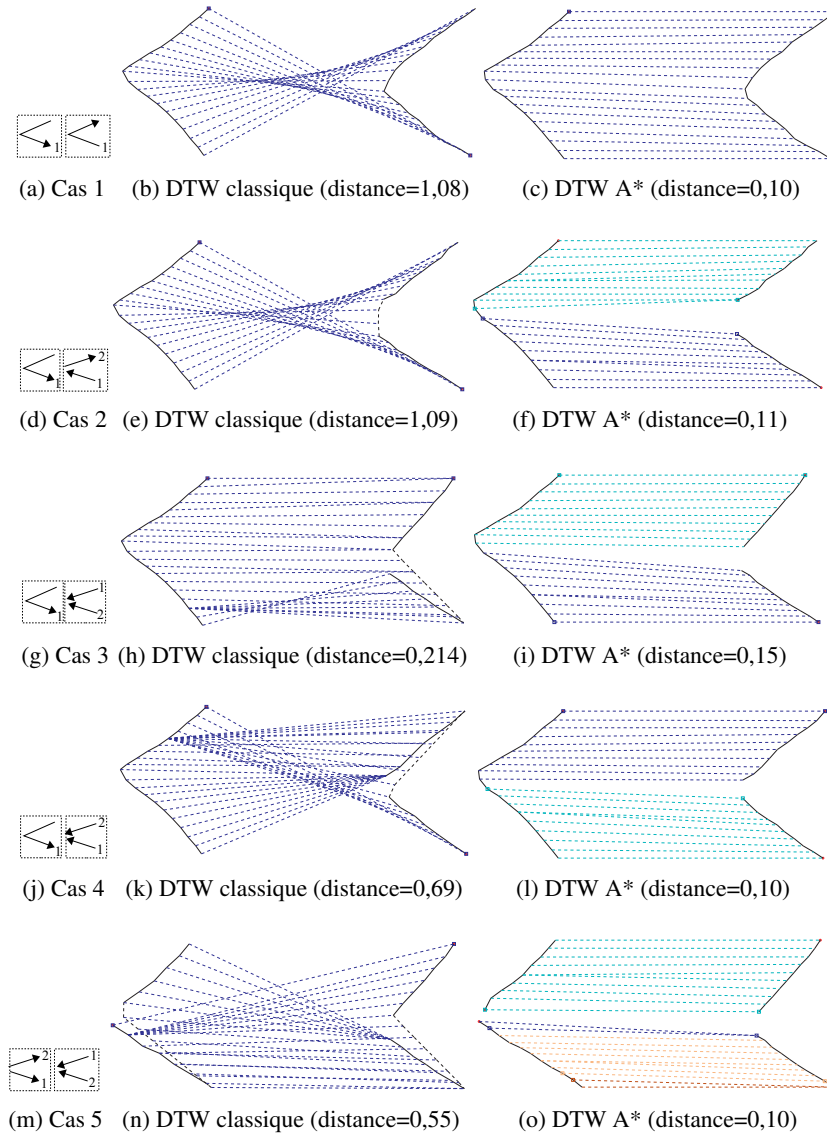 1 1
(a) Cas 1 (b) DTW classique (distance=1,08) (c) DTW A* (distance=0,10)
2
1 1
(d) Cas 2 (e) DTW classique (distance=1,09) (f) DTW A* (distance=0,11)
1
1 2
(g) Cas 3 (h) DTW classique (distance=0,214) (i) DTW A* (distance=0,15)
2
1 1
(j) Cas 4 (k) DTW classique (distance=0,69) (l) DTW A* (distance=0,10)
2 1
1 2
(m) Cas 5 (n) DTW classique (distance=0,55) (o) DTW A* (distance=0,10)